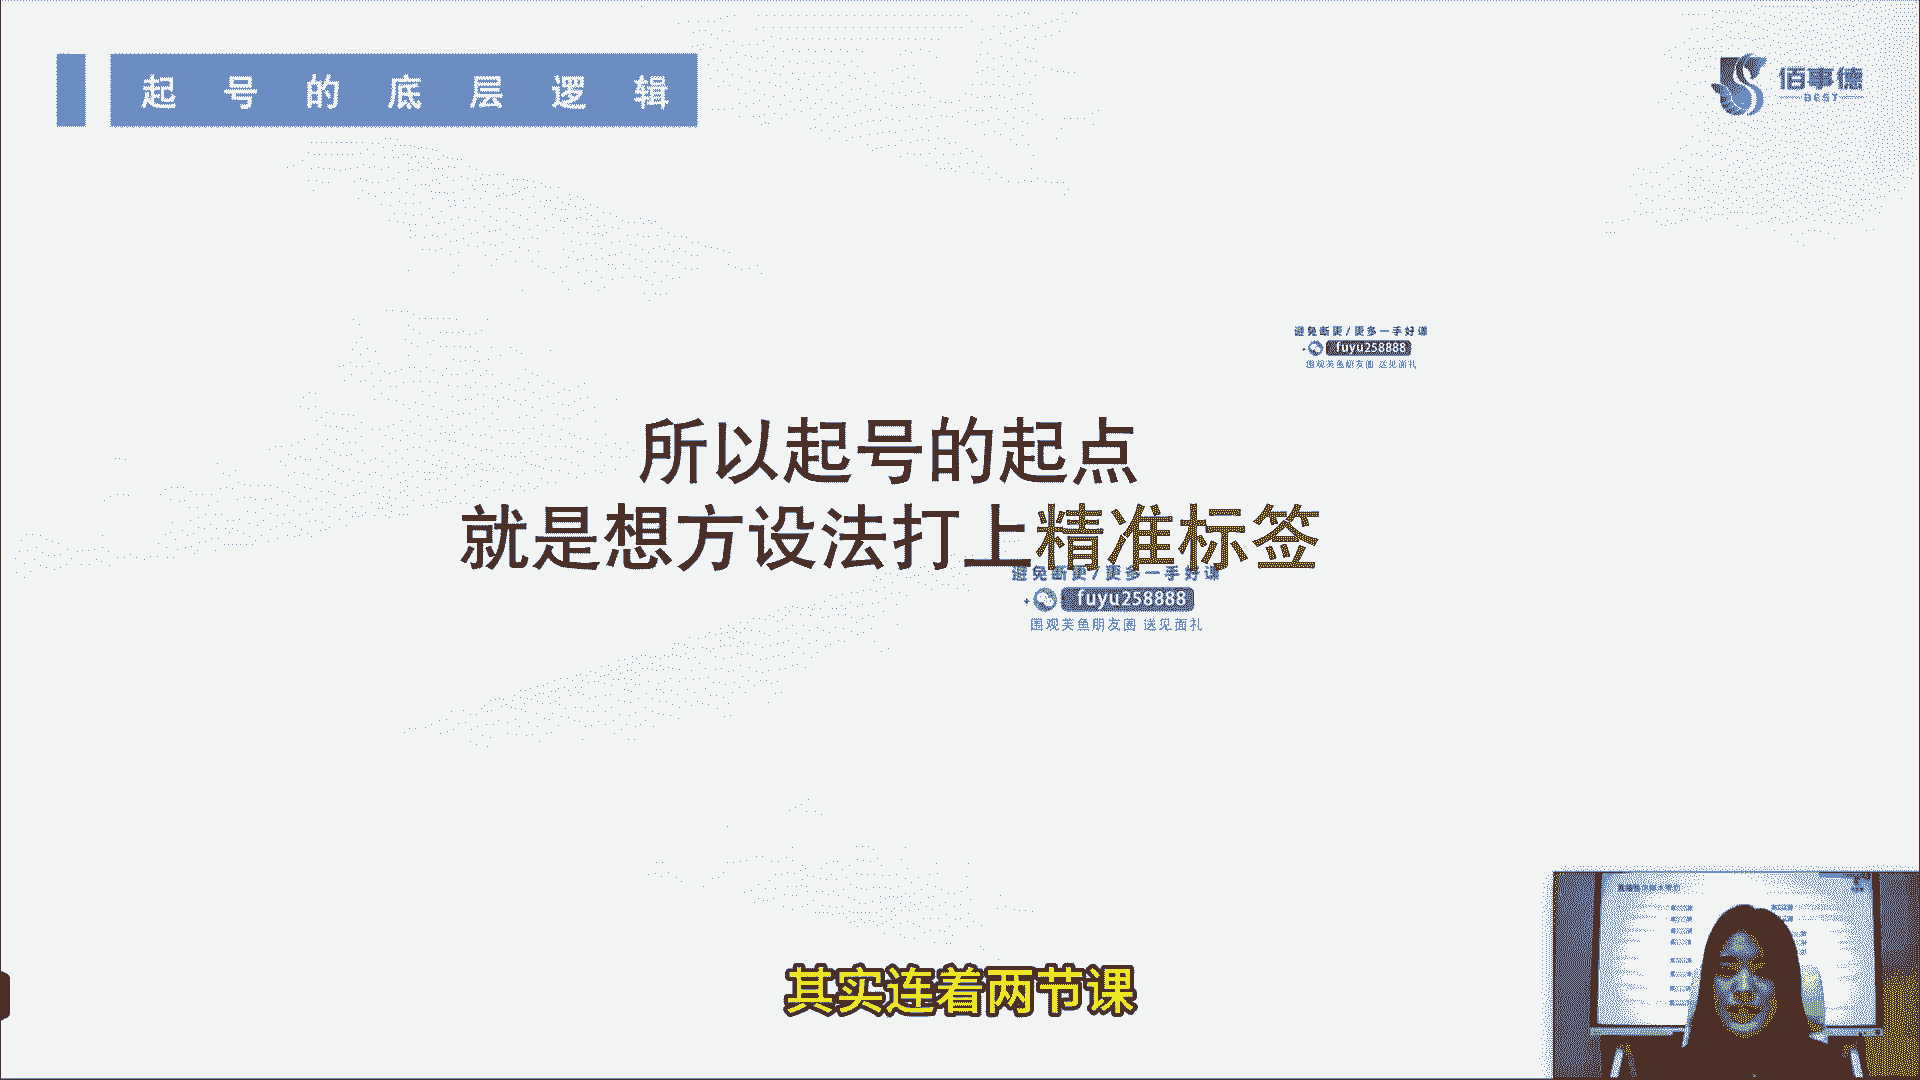 起号的底层逻辑
佰事德
BEST
避免断更/更多一手好课
+ fuyu258888
围观芙鱼朋友圈 送见面礼
所以起号的起点
就是想方设法打上精准标签
避免断更/更多一手好课
+ fuyu258888
围观芙鱼朋友圈 送见面礼
其实连着两节课